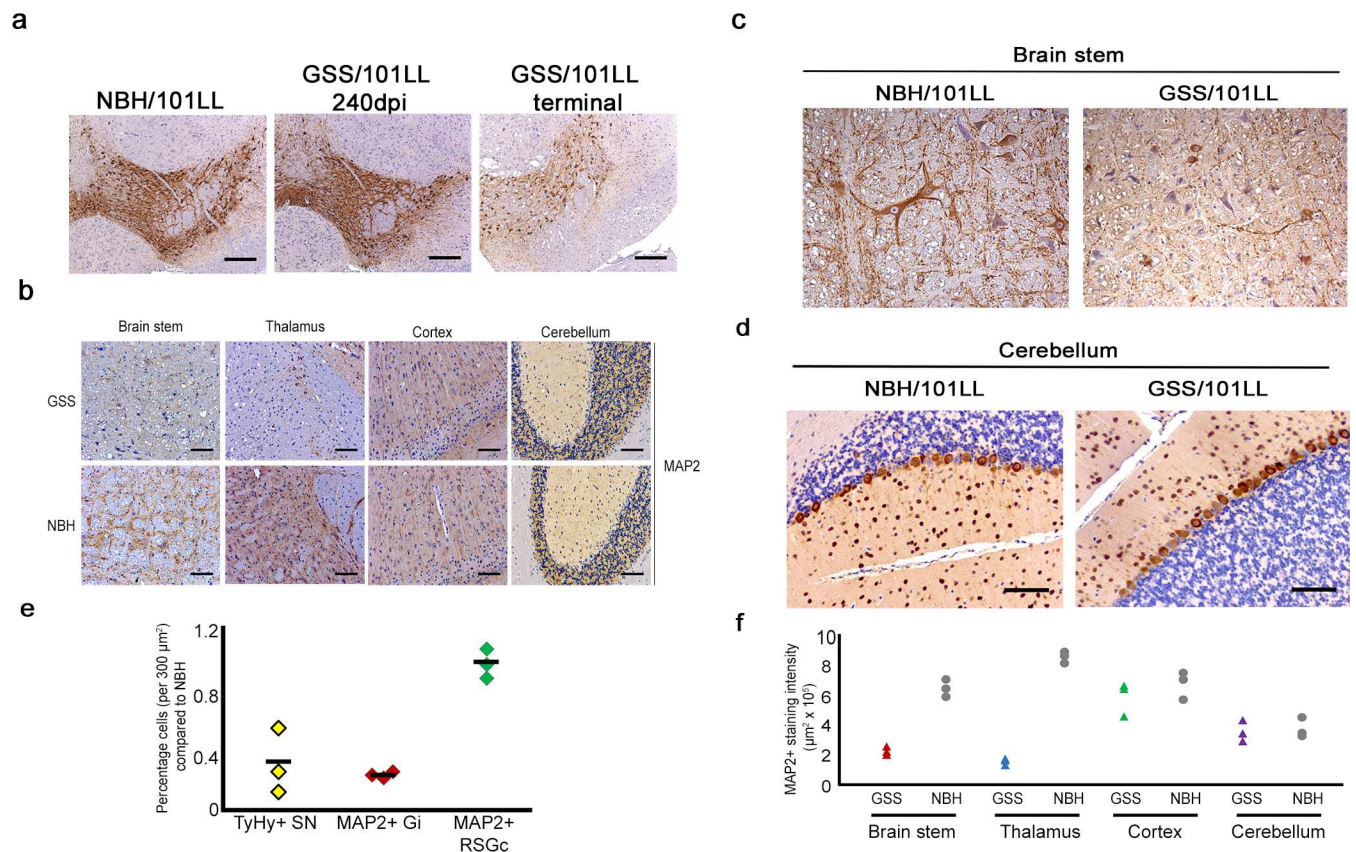 a
NBH/101LL
GSS/101LL
240dpi
GSS/101LL
terminal
b
Brain stem
Thalamus
Cortex
Cerebellum
GSS
NBH
MAP2
c
Brain stem
NBH/101LL
GSS/101LL
d
Cerebellum
NBH/101LL
GSS/101LL
e
Percentage cells (per 300 µm²)
compared to NBH
1.2
0.8
0.4
0
TyHy+ SN
MAP2+ Gi
MAP2+
RSGc
f
MAP2+ staining intensity
(µm² x 10⁵)
10
8
6
4
2
0
GSS
NBH
GSS
NBH
GSS
NBH
GSS
NBH
Brain stem
Thalamus
Cortex
Cerebellum